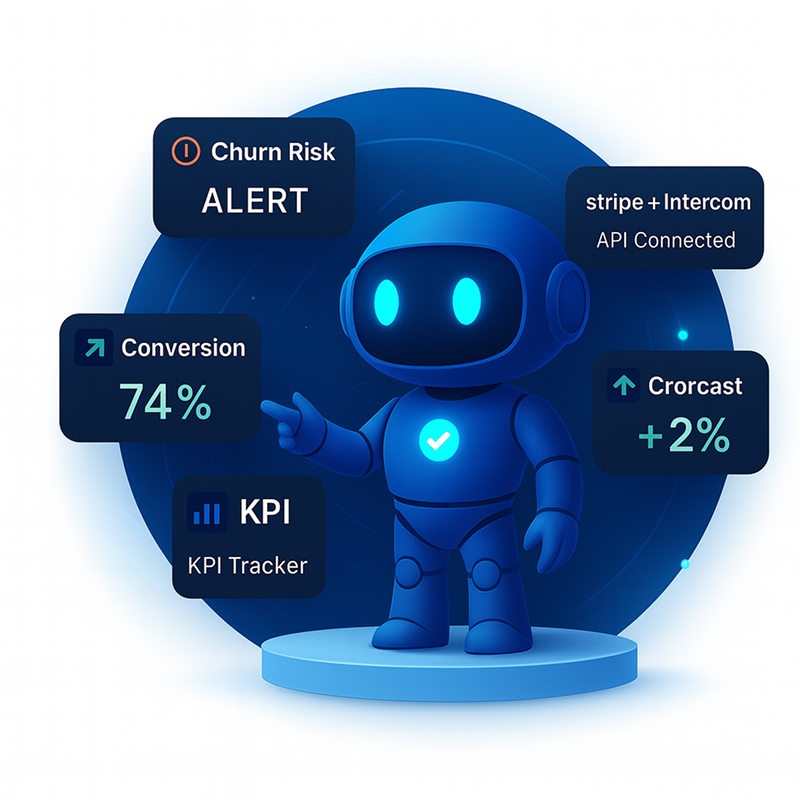 Churn Risk
ALERT
stripe + Intercom
API Connected
Conversion
74%
Crorcast
+2%
KPI
KPI Tracker